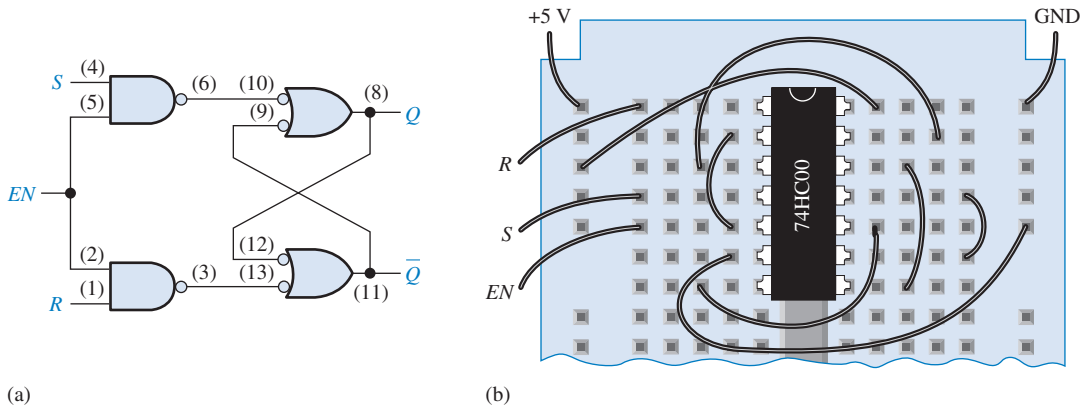 +5 V
GND
(4)
S
(5)
(6)
(10)
(9)
(8)
Q
R
EN
74HC00
S
(2)
(1)
R
(3)
(12)
(13)
(11)
Q̅
EN
(a)
(b)